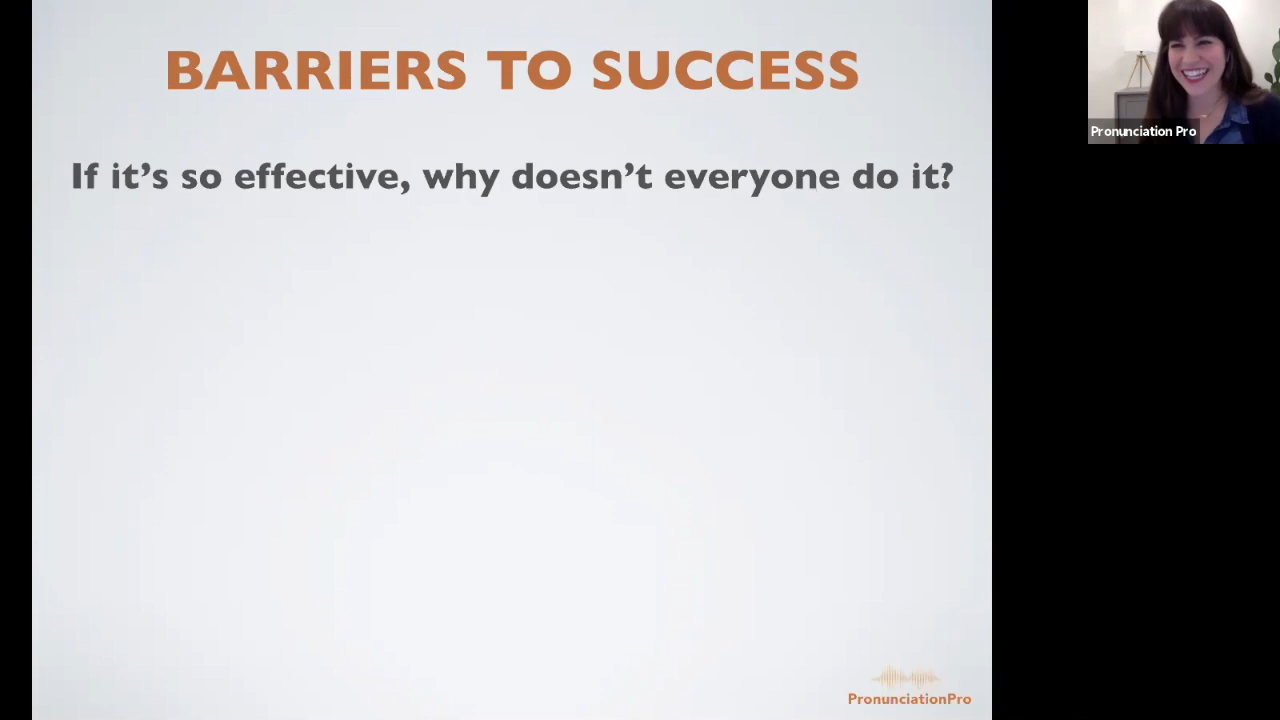 BARRIERS TO SUCCESS
If it’s so effective, why doesn’t everyone do it?
Pronunciation Pro
PronunciationPro